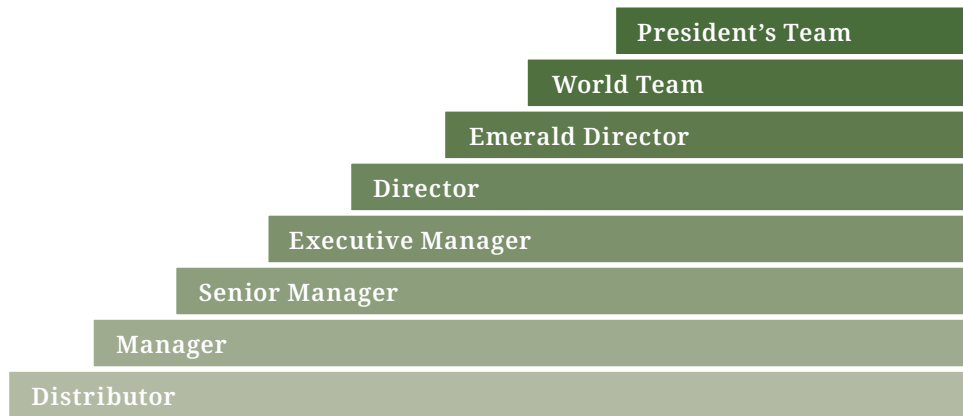 President’s Team
World Team
Emerald Director
Director
Executive Manager
Senior Manager
Manager
Distributor